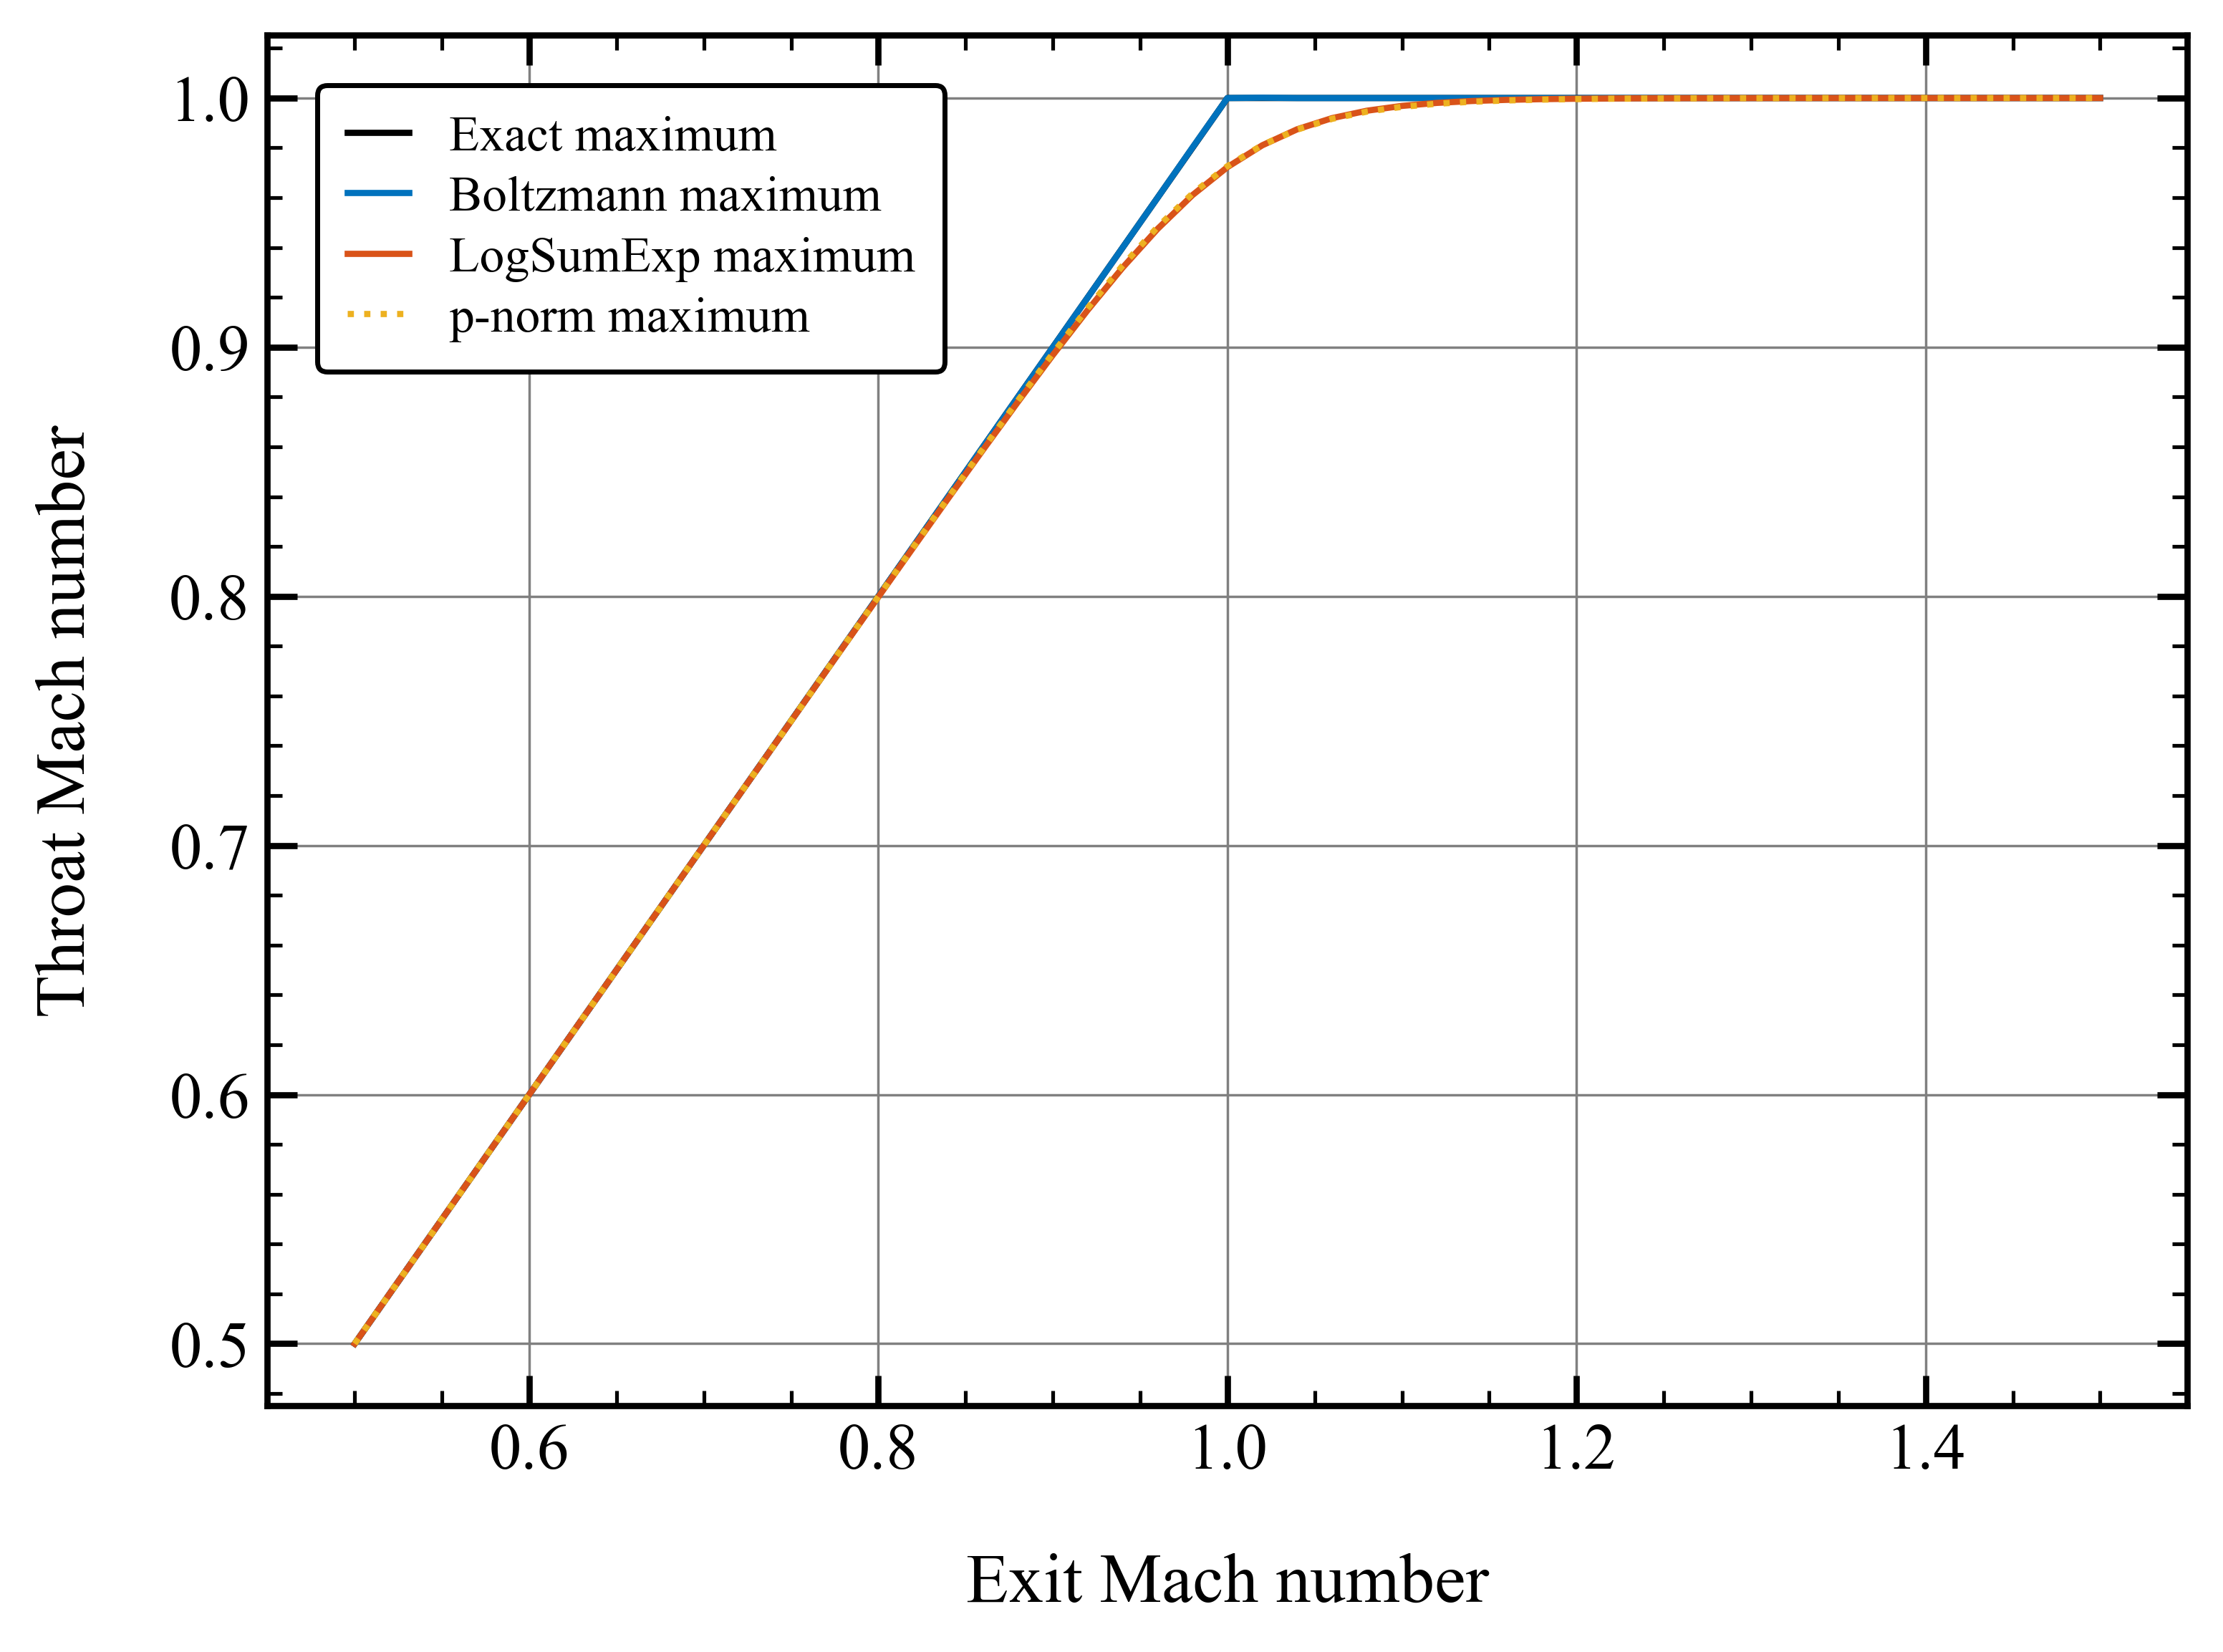 1.0
0.9
0.8
0.7
0.6
0.5
Throat Mach number
Exact maximum
Boltzmann maximum
LogSumExp maximum
p-norm maximum
0.6 0.8 1.0 1.2 1.4
Exit Mach number